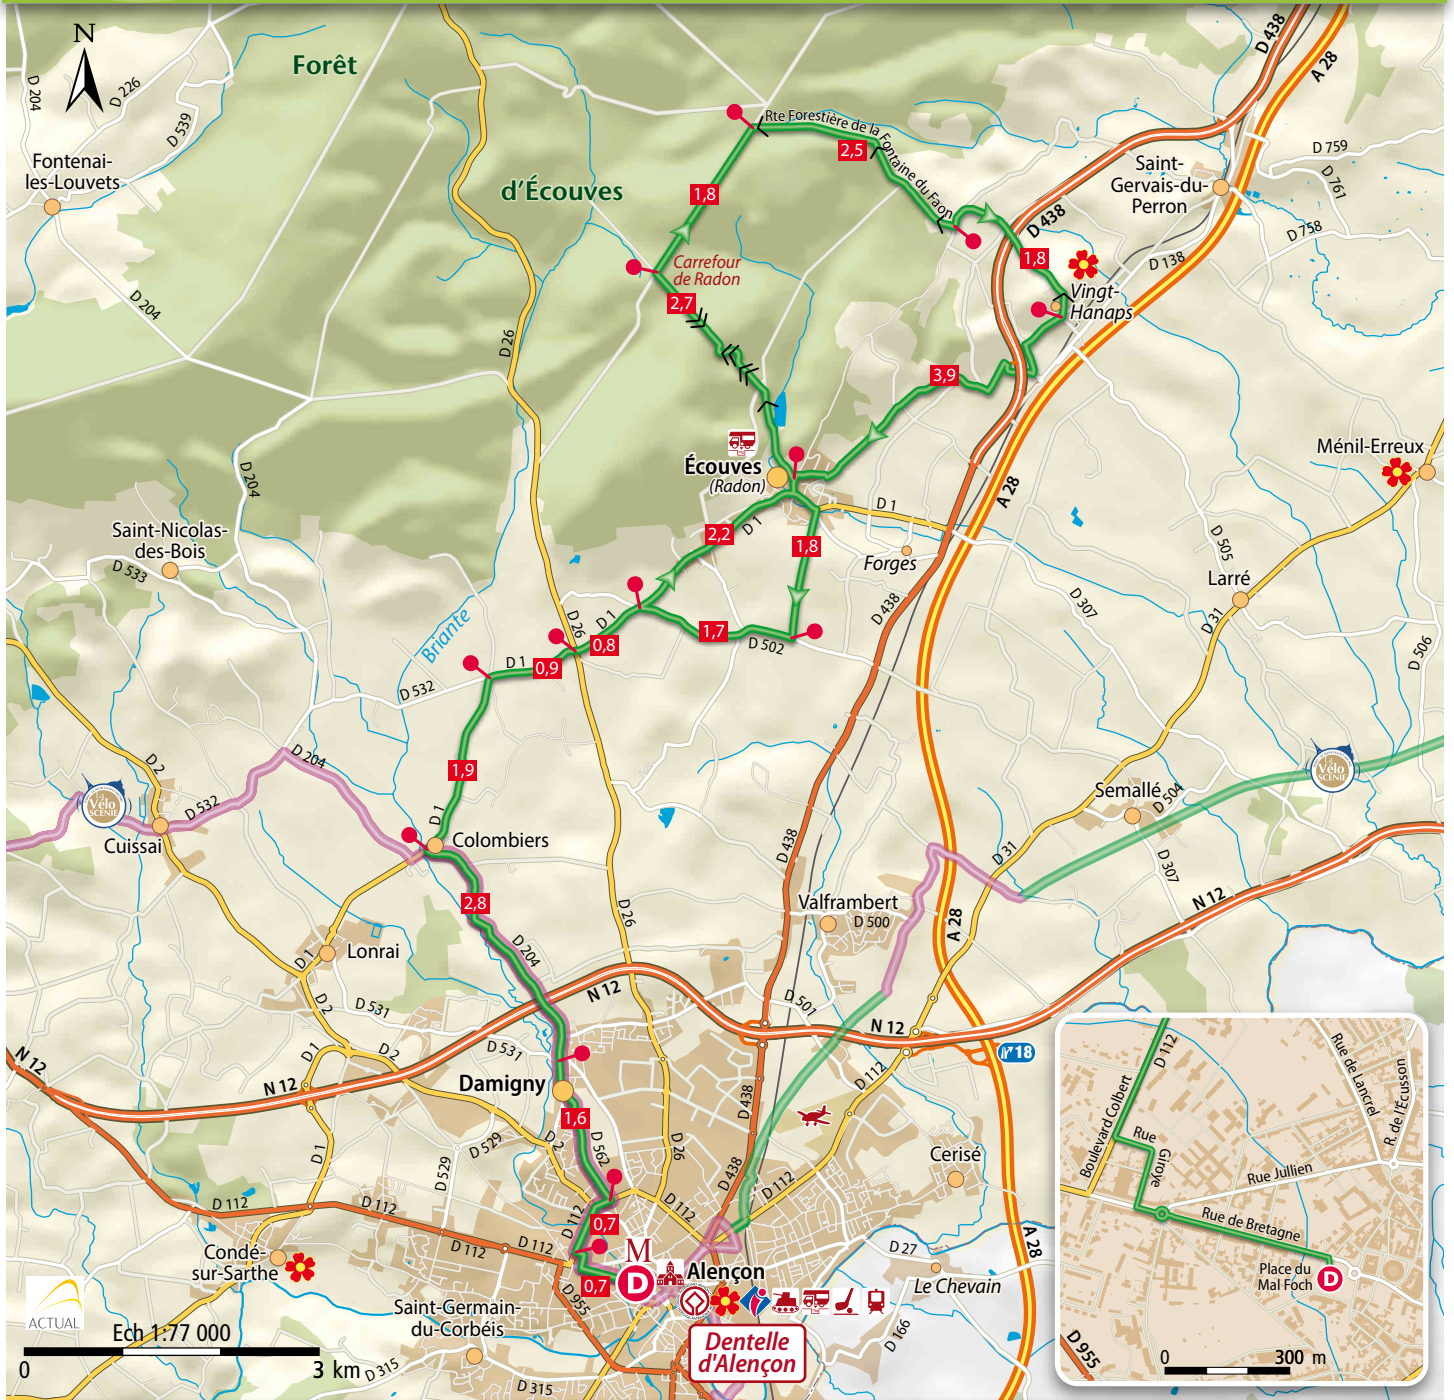 N
Forêt
d'Écouves
D 438
A 28
D 204
D 226
D 539
Fontenai-
les-Louvets
Rte Forestière de la Fontaine du Faon
2,5
1,8
D 759
D 761
Saint-
Gervais-du-
Perron
D 438
D 758
D 138
1,8
Carrefour
de Radon
2,7
Vingt-
Hanaps
D 204
D 26
3,9
Ménil-Erreux
Écouves
(Radon)
D 204
A 28
D 1
D 1
2,2
1,8
Saint-Nicolas-
des-Bois
D 533
Forges
D 505
Larré
D 307
D 31
D 506
D 438
Briante
D 26
D 1
0,8
1,7
D 502
D 1
0,9
D 532
D 204
D 2
1,9
La
Vélo
SCÉNIE
D 532
Cuissai
D 1
Colombiers
La
Vélo
SCÉNIE
Semallé
D 504
D 438
D 31
D 307
N 12
2,8
D 26
Valframbert
D 500
A 28
D 204
Lonrai
D 1
D 2
D 531
N 12
D 501
N 12
18
D 531
D 1
D 2
N 12
N 12
Damigny
D 112
D 438
1,6
D 562
D 2
D 529
D 529
D 1
D 26
D 438
D 112
D 112
Cerisé
D 112
D 112
D 112
D 112
D 112
0,7
0,7
M
D
Alençon
D 27
Le Chevain
A 28
Condé-
sur-Sarthe
Saint-Germain-
du-Corbéis
D 955
D 315
D 315
D 166
Dentelle
d'Alençon
ACTUAL
Ech 1:77 000
0
3 km
D 112
Boulevard Colbert
Rue
Giroye
Rue de Lancrel
R. de l'Écusson
Rue Jullien
Rue de Bretagne
Place du
Mal Foch
D
D 955
0
300 m